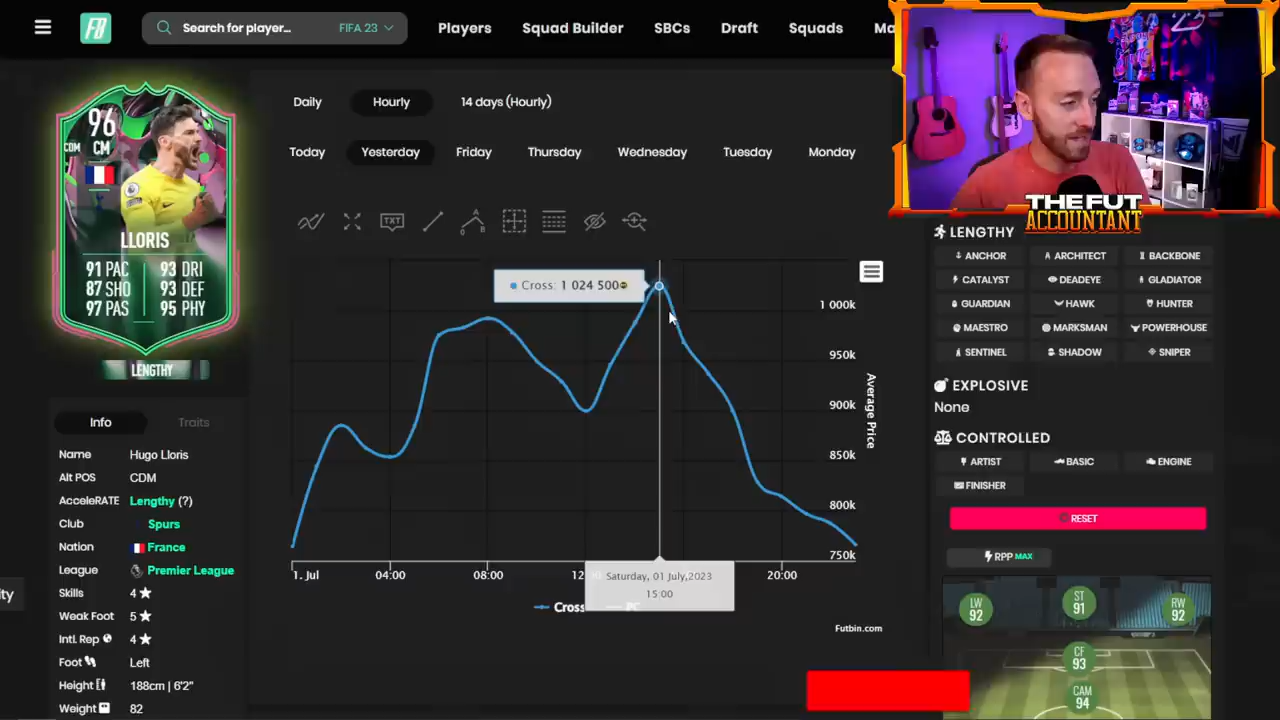 FB
Search for player...
FIFA 23
Players
Squad Builder
SBCs
Draft
Squads
Ma
Daily
Hourly
14 days (Hourly)
Today
Yesterday
Friday
Thursday
Wednesday
Tuesday
Monday
THE FUT
ACCOUNTANT
96
CDM
CM
LLORIS
91 PAC
87 SHO
97 PAS
93 DRI
93 DEF
95 PHY
LENGTHY
TXT
A
B
Cross: 1 024 500
1 000k
950k
900k
850k
800k
750k
Average Price
1. Jul
04:00
08:00
20:00
Saturday, 01 July,2023
15:00
Futbin.com
Info
Traits
Name Hugo Lloris
Alt POS CDM
AcceleRATE Lengthy (?)
Club Spurs
Nation France
League Premier League
Skills 4
Weak Foot 5
Intl. Rep 4
Foot Left
Height 188cm | 6'2"
Weight 82
ity
LENGTHY
ANCHOR
ARCHITECT
BACKBONE
CATALYST
DEADEYE
GLADIATOR
GUARDIAN
HAWK
HUNTER
MAESTRO
MARKSMAN
POWERHOUSE
SENTINEL
SHADOW
SNIPER
EXPLOSIVE
None
CONTROLLED
ARTIST
BASIC
ENGINE
FINISHER
RESET
RPP MAX
LW
92
ST
91
RW
92
CF
93
CAM
94